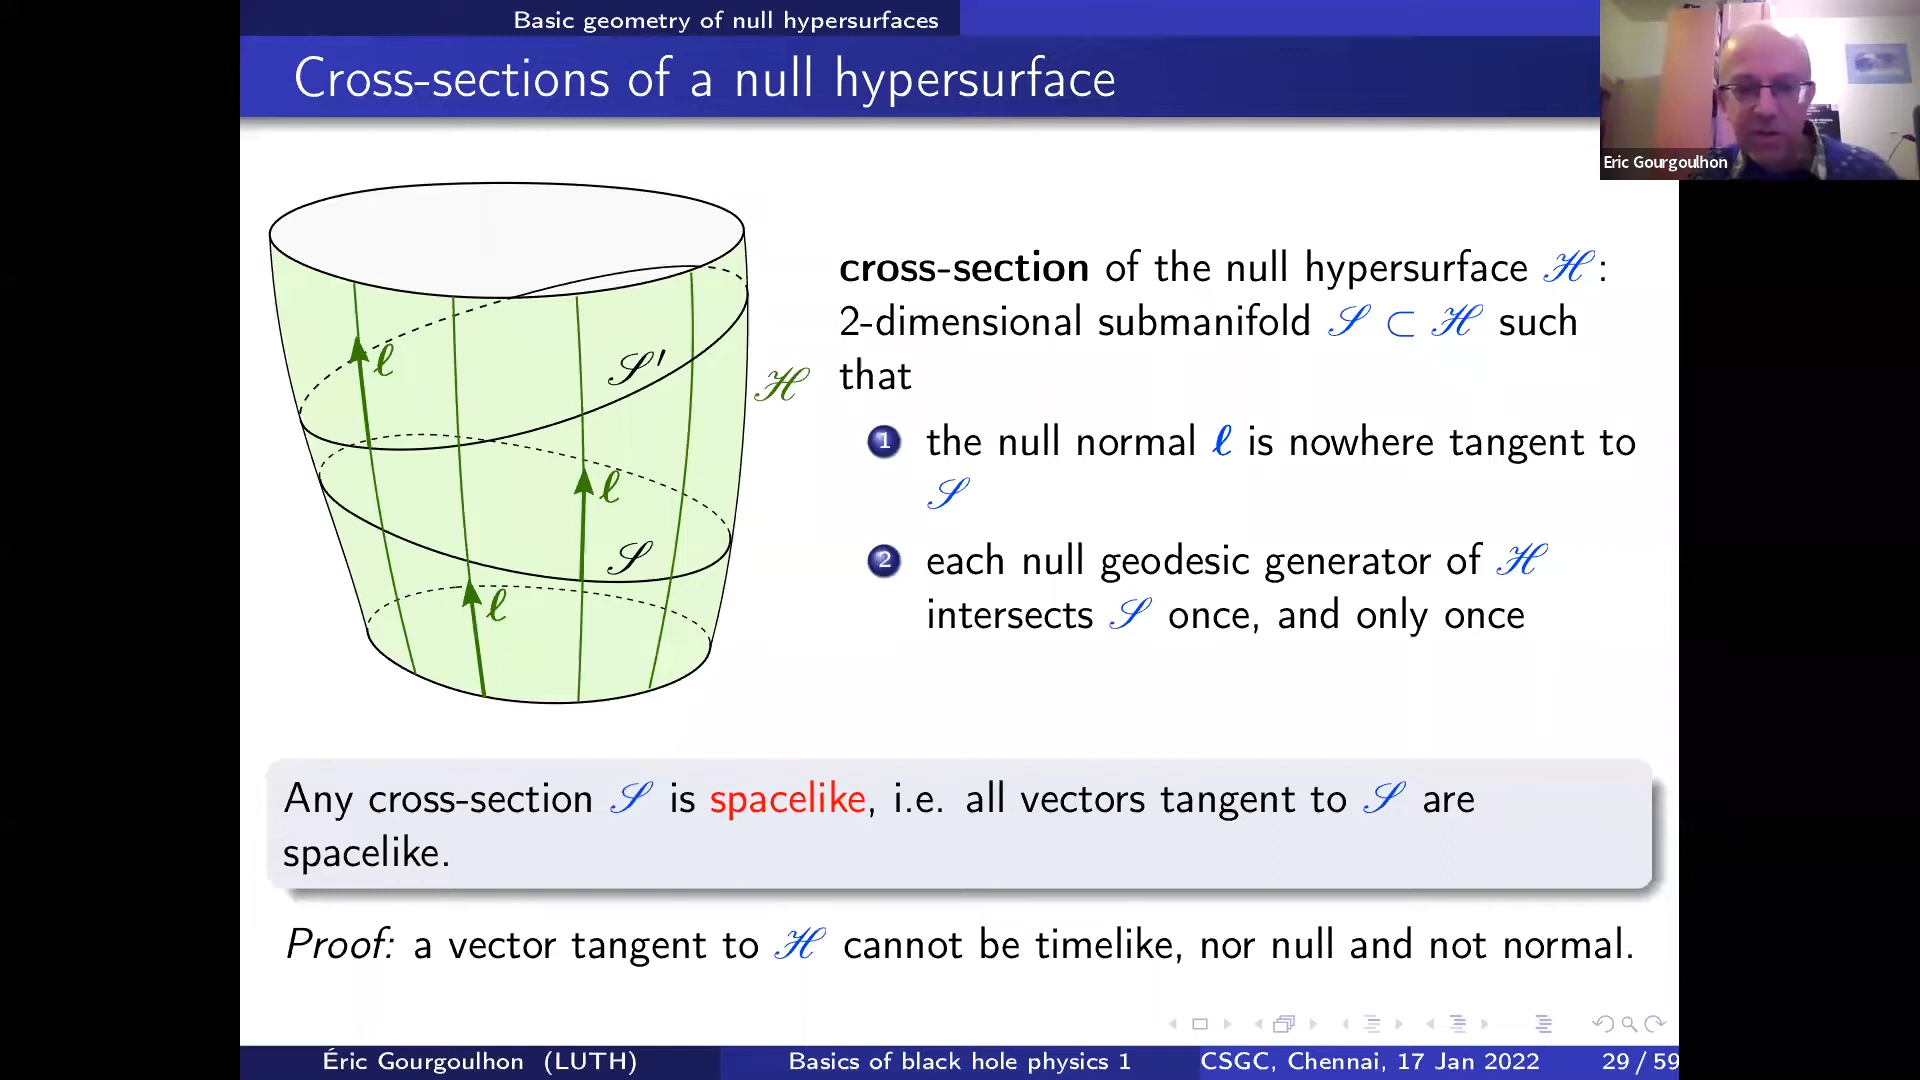 Basic geometry of null hypersurfaces
Cross-sections of a null hypersurface
Eric Gourgoulhon
ℓ
𝒮′
ℋ
ℓ
𝒮
ℓ
cross-section of the null hypersurface ℋ:
2-dimensional submanifold 𝒮 ⊂ ℋ such
that
1 the null normal ℓ is nowhere tangent to
𝒮
2 each null geodesic generator of ℋ
intersects 𝒮 once, and only once
Any cross-section 𝒮 is spacelike, i.e. all vectors tangent to 𝒮 are
spacelike.
Proof: a vector tangent to ℋ cannot be timelike, nor null and not normal.
Éric Gourgoulhon (LUTH) Basics of black hole physics 1 CSGC, Chennai, 17 Jan 2022 29 / 59